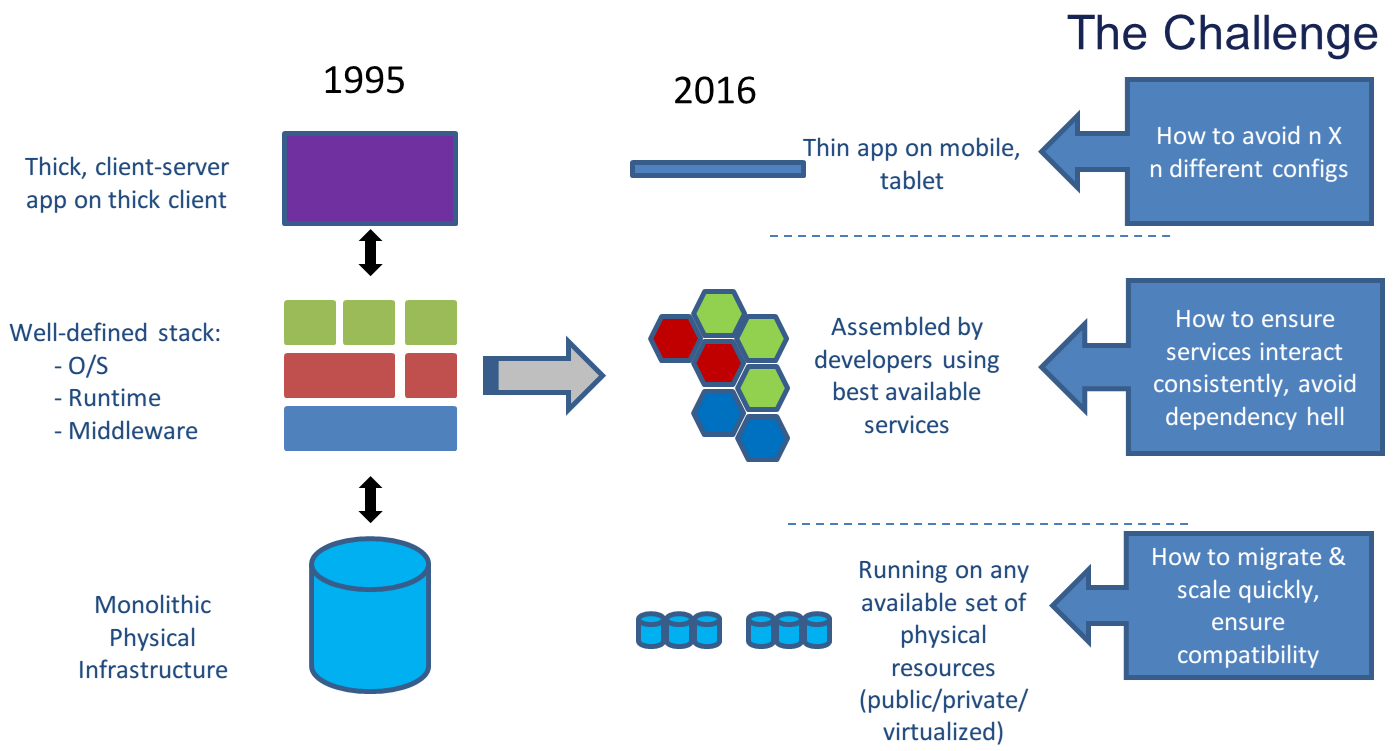 The Challenge
1995
2016
Thick, client-server
app on thick client
Thin app on mobile,
tablet
How to avoid n X
n different configs
Well-defined stack:
- O/S
- Runtime
- Middleware
Assembled by
developers using
best available
services
How to ensure
services interact
consistently, avoid
dependency hell
Monolithic
Physical
Infrastructure
Running on any
available set of
physical
resources
(public/private/
virtualized)
How to migrate &
scale quickly,
ensure
compatibility